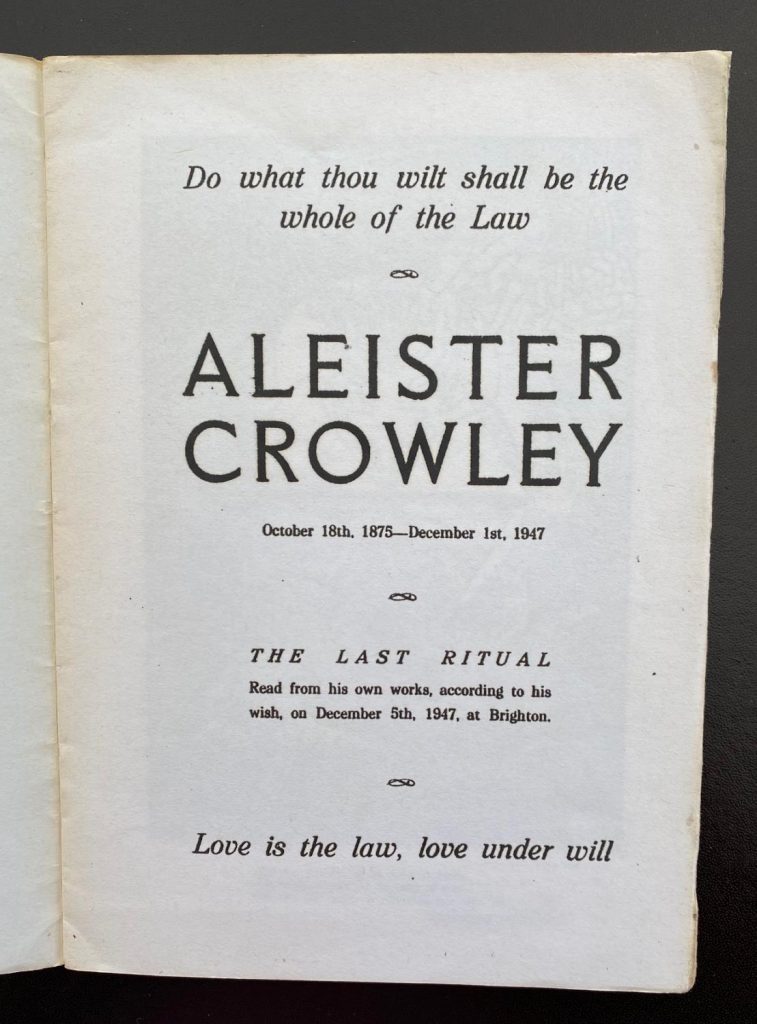 Do what thou wilt shall be the
whole of the Law
ALEISTER
CROWLEY
October 18th, 1875—December 1st, 1947
THE LAST RITUAL
Read from his own works, according to his
wish, on December 5th, 1947, at Brighton.
Love is the law, love under will